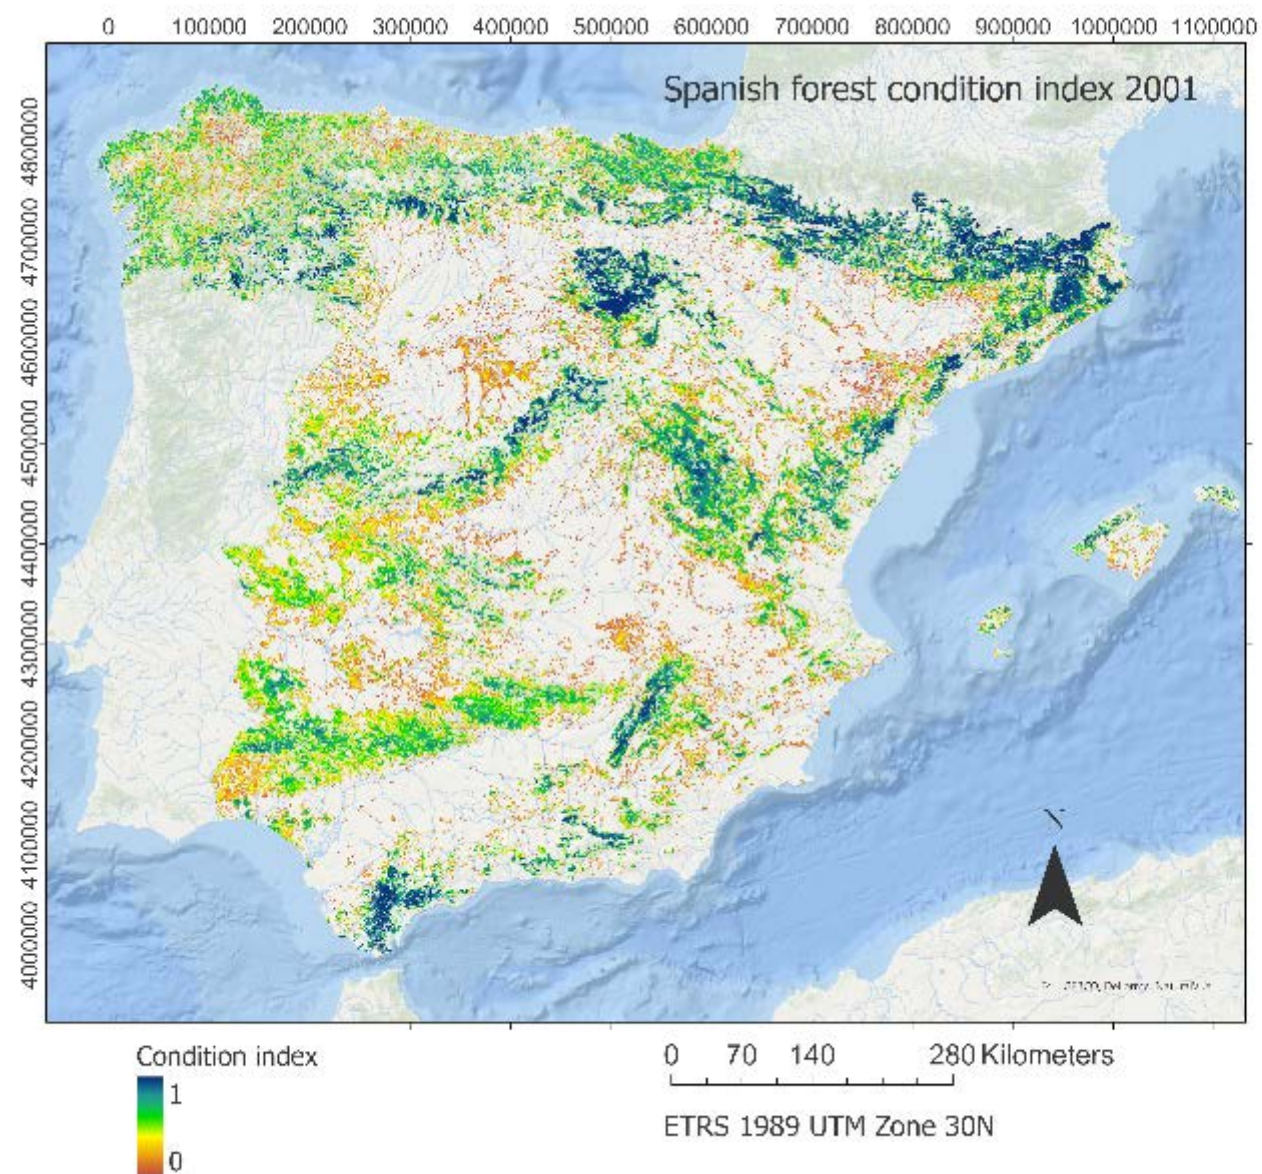 0 100000 200000 300000 400000 500000 600000 700000 800000 900000 1000000 1100000
Spanish forest condition index 2001
4800000
4700000
4600000
4500000
4400000
4300000
4200000
4100000
4000000
N
Condition index
1
0
0 70 140 280 Kilometers
ETRS 1989 UTM Zone 30N